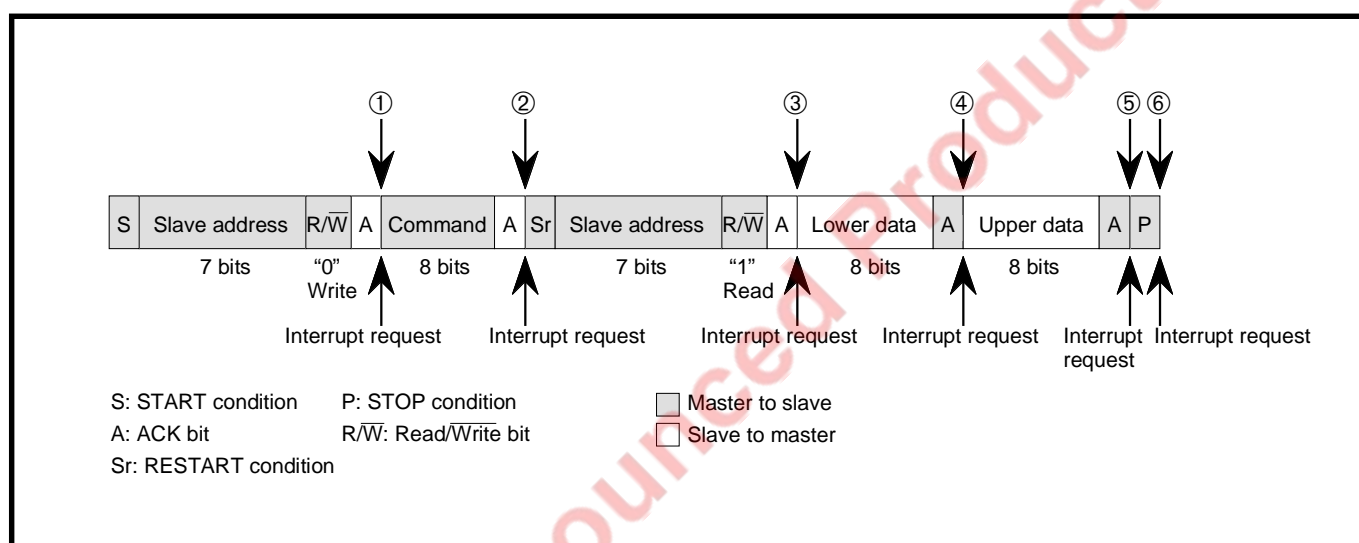 ① ② ③ ④ ⑤ ⑥
S Slave address R/W̅ A Command A Sr Slave address R/W̅ A Lower data A Upper data A P
7 bits “0” 8 bits 7 bits “1” 8 bits 8 bits
Write Read
Interrupt request Interrupt request Interrupt request Interrupt request Interrupt request Interrupt request
S: START condition P: STOP condition Master to slave
A: ACK bit R/W̅: Read/W̅r̅i̅t̅e̅ bit Slave to master
Sr: RESTART condition
ounced Product